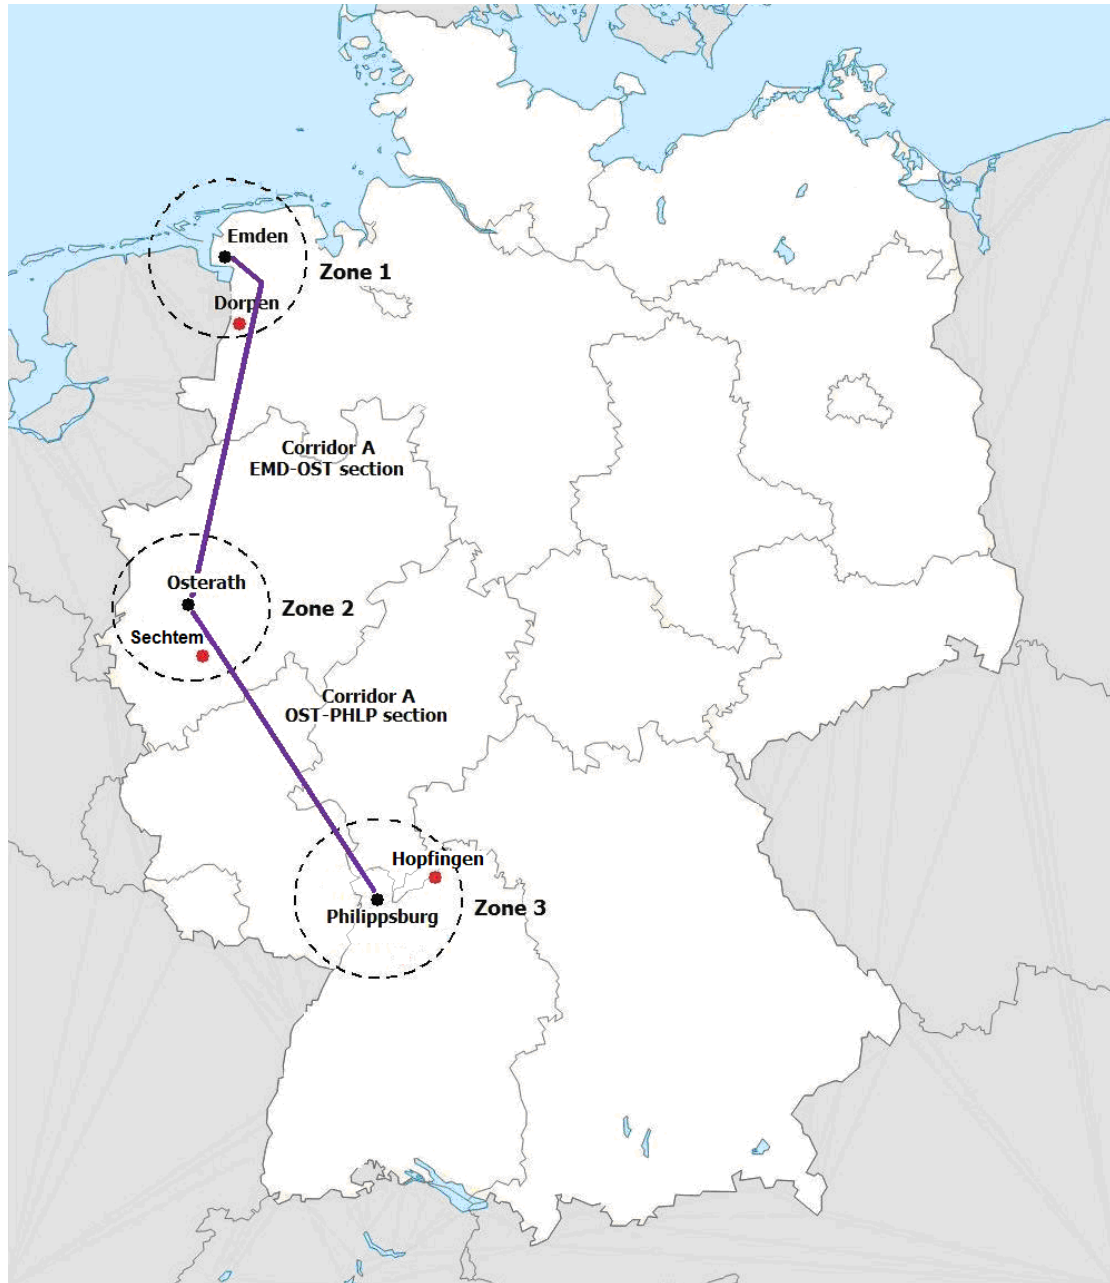 Emden
Zone 1
Dorpen
Corridor A
EMD-OST section
Osterath
Zone 2
Sechtem
Corridor A
OST-PHLP section
Hopfingen
Zone 3
Philippsburg